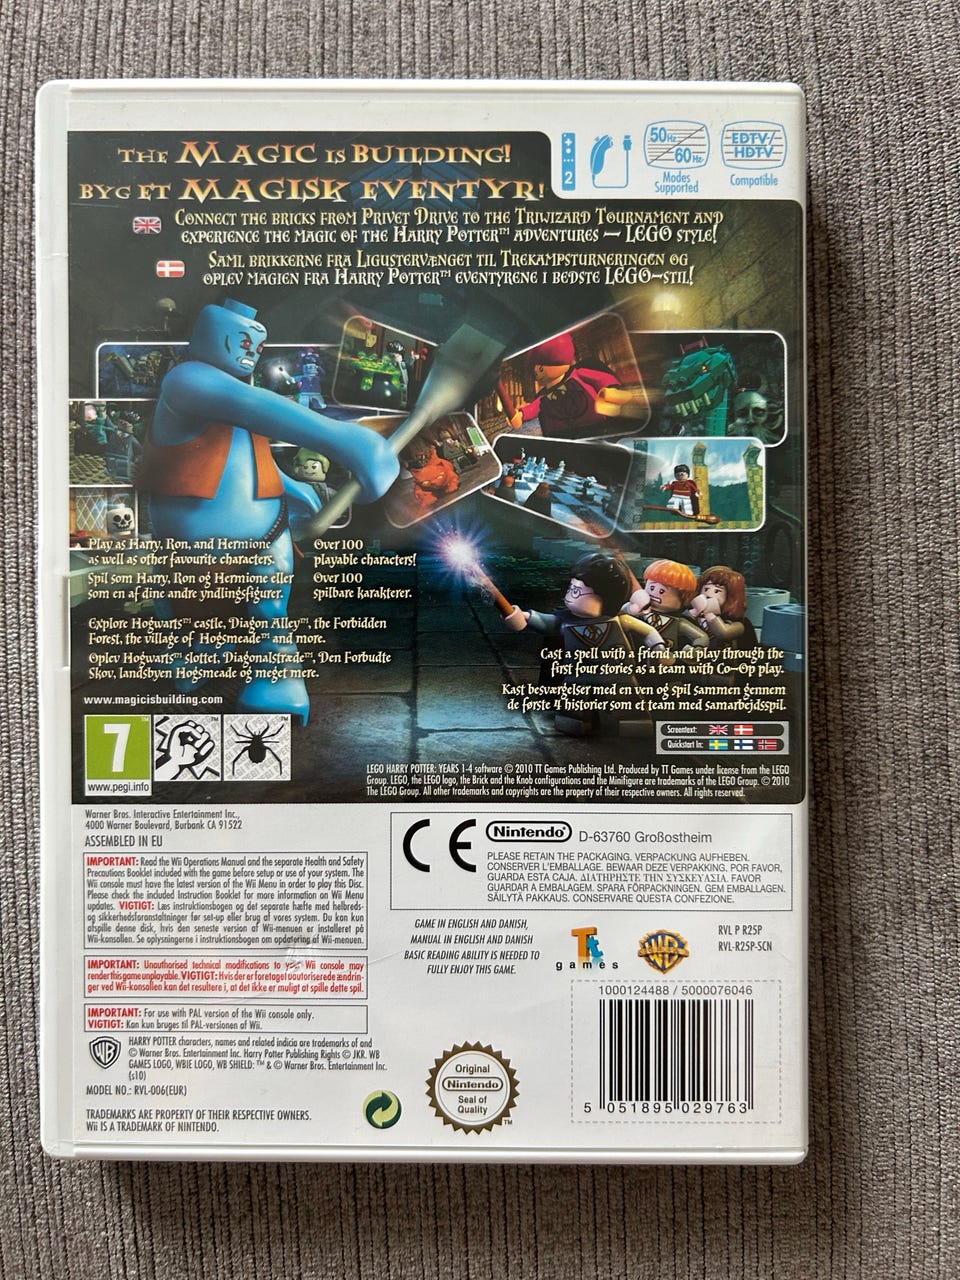 THE MAGIC IS BUILDING!
BYG ET MAGISK EVENTYR!
2
50Hz
60Hz
Modes
Supported
EDTV/
HDTV
Compatible
CONNECT THE BRICKS FROM PRIVET DRIVE TO THE TRIWIZARD TOURNAMENT AND
EXPERIENCE THE MAGIC OF THE HARRY POTTER™ ADVENTURES — LEGO STYLE!
SAML BRIKKERNE FRA LIGUSTERVÆNGET TIL TREKAMPSTURNERINGEN OG
OPLEV MAGIEN FRA HARRY POTTER™ EVENTYRENE I BEDSTE LEGO-STIL!
Play as Harry, Ron, and Hermione
as well as other favourite characters.
Spil som Harry, Ron og Hermione eller
som en af dine andre yndlingsfigurer.
Over 100
playable characters!
Over 100
spilbare karakterer.
Explore Hogwarts™ castle, Diagon Alley™, the Forbidden
Forest, the village of Hogsmeade™ and more.
Oplev Hogwarts™ slottet, Diagonalstræde™, Den Forbudte
Skov, landsbyen Hogsmeade og meget mere.
Cast a spell with a friend and play through the
first four stories as a team with Co-Op play.
Kast besværgelser med en ven og spil sammen gennem
de første 4 historier som et team med samarbejdsspil.
www.magicisbuilding.com
7
www.pegi.info
Screentext:
Quickstart In:
LEGO HARRY POTTER: YEARS 1-4 software © 2010 TT Games Publishing Ltd. Produced by TT Games under license from the LEGO
Group. LEGO, the LEGO logo, the Brick and the Knob configurations and the Minifigure are trademarks of the LEGO Group. © 2010
The LEGO Group. All other trademarks and copyrights are the property of their respective owners. All rights reserved.
Warner Bros. Interactive Entertainment Inc.,
4000 Warner Boulevard, Burbank CA 91522
ASSEMBLED IN EU
IMPORTANT: Read the Wii Operations Manual and the separate Health and Safety
Precautions Booklet included with the game before setup or use of your system. The
Wii console must have the latest version of the Wii Menu in order to play this Disc.
Please check the included Instruction Booklet for more information on Wii Menu
updates. VIGTIGT: Læs instruktionsbogen og det separate hæfte med helbreds-
og sikkerhedsforanstaltninger før set-up eller brug af vores system. Du kan kun
afspille denne disk, hvis den seneste version af Wii-menuen er installeret på
Wii-konsollen. Se oplysningerne i instruktionsbogen om opdatering af Wii-menuen.
IMPORTANT: Unauthorised technical modifications to your Wii console may
render this game unplayable. VIGTIGT: Hvis der er foretaget uautoriserede ændrin-
ger ved Wii-konsollen kan det resultere i, at det ikke er muligt at spille dette spil.
IMPORTANT: For use with PAL version of the Wii console only.
VIGTIGT: Kan kun bruges til PAL-versionen af Wii.
WB
HARRY POTTER characters, names and related indicia are trademarks of and
© Warner Bros. Entertainment Inc. Harry Potter Publishing Rights © JKR. WB
GAMES LOGO, WBIE LOGO, WB SHIELD: ™ & © Warner Bros. Entertainment Inc.
(s10)
MODEL NO.: RVL-006(EUR)
TRADEMARKS ARE PROPERTY OF THEIR RESPECTIVE OWNERS.
Wii IS A TRADEMARK OF NINTENDO.
CE Nintendo® D-63760 Großostheim
PLEASE RETAIN THE PACKAGING. VERPACKUNG AUFHEBEN.
CONSERVER L'EMBALLAGE. BEWAAR DEZE VERPAKKING. POR FAVOR,
GUARDA ESTA CAJA. ΔΙΑΤΗΡΗΣΤΕ ΤΗΝ ΣΥΣΚΕΥΑΣΙΑ. FAVOR
GUARDAR A EMBALAGEM. SPARA FÖRPACKNINGEN. GEM EMBALLAGEN.
SÄILYTÄ PAKKAUS. CONSERVARE QUESTA CONFEZIONE.
GAME IN ENGLISH AND DANISH,
MANUAL IN ENGLISH AND DANISH
BASIC READING ABILITY IS NEEDED TO
FULLY ENJOY THIS GAME.
Tt
games
WB
GAMES
RVL P R25P
RVL-R25P-SCN
1000124488 / 5000076046
5 051895 029763
Original
Nintendo®
Seal of
Quality
™